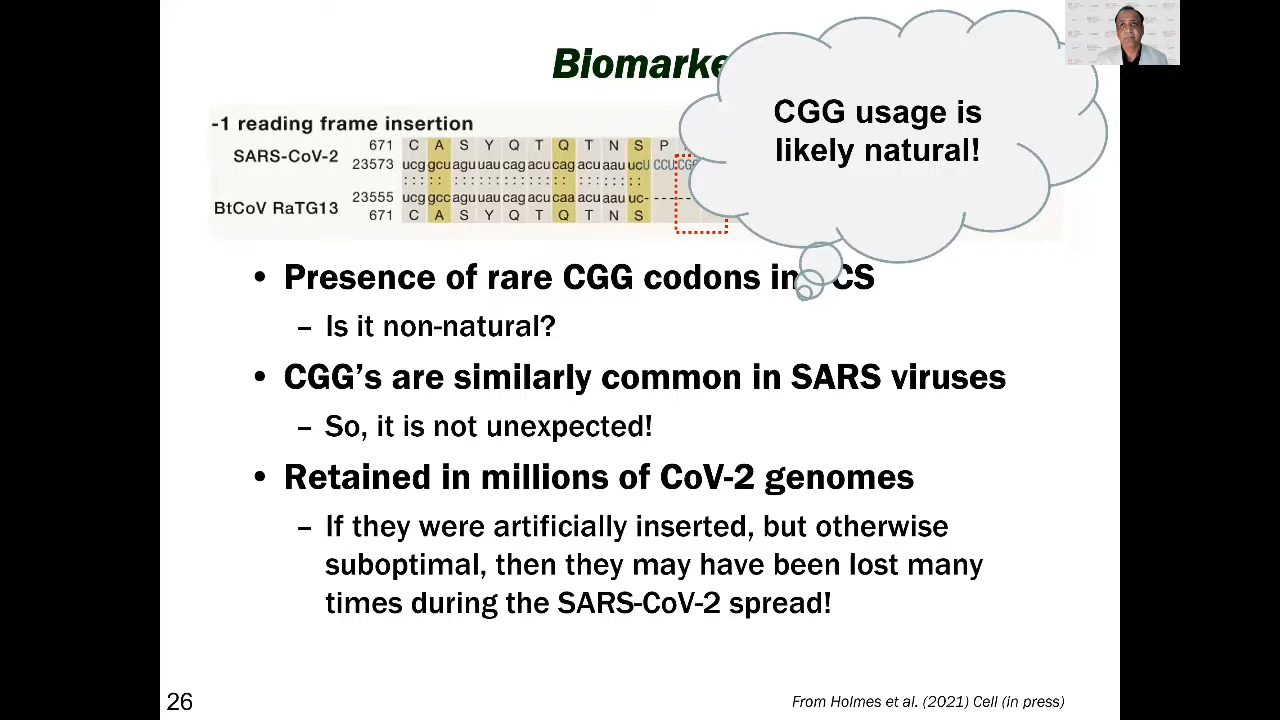 Biomarke
CGG usage is
likely natural!
-1 reading frame insertion
671 C A S Y Q T Q T N S P
SARS-CoV-2 23573 ucg gcu agu uau cag acu cag acu aau ucU CCU CGG
23555 ucg gcc agu uau cag acu caa acu aau uc-
BtCoV RaTG13
671 C A S Y Q T Q T N S
• Presence of rare CGG codons in CS
– Is it non-natural?
• CGG's are similarly common in SARS viruses
– So, it is not unexpected!
• Retained in millions of CoV-2 genomes
– If they were artificially inserted, but otherwise
suboptimal, then they may have been lost many
times during the SARS-CoV-2 spread!
26
From Holmes et al. (2021) Cell (in press)